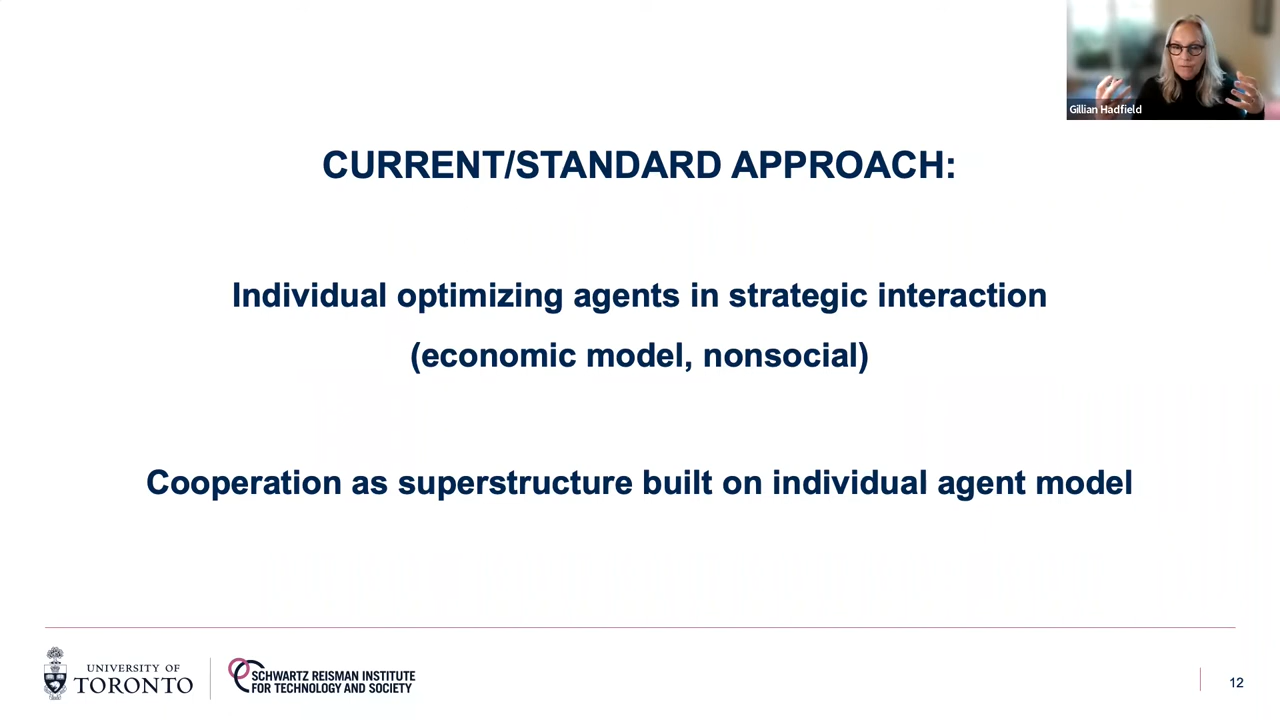 Gillian Hadfield
CURRENT/STANDARD APPROACH:
Individual optimizing agents in strategic interaction
(economic model, nonsocial)
Cooperation as superstructure built on individual agent model
UNIVERSITY OF
TORONTO
SCHWARTZ REISMAN INSTITUTE
FOR TECHNOLOGY AND SOCIETY
12